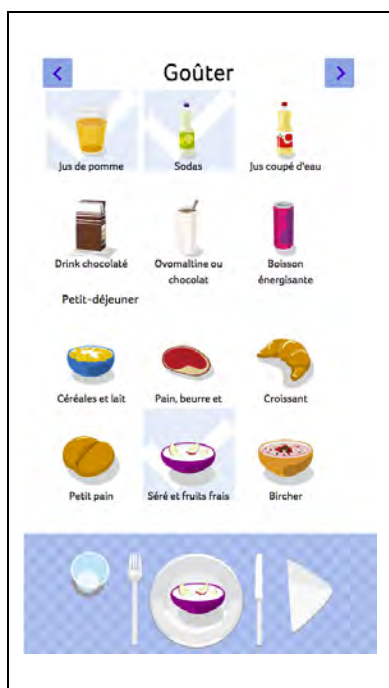 Goûter
Jus de pomme Sodas Jus coupé d'eau
Drink chocolaté Ovomaltine ou chocolat Boisson énergisante
Petit-déjeuner
Céréales et lait Pain, beurre et Croissant
Petit pain Séré et fruits frais Bircher